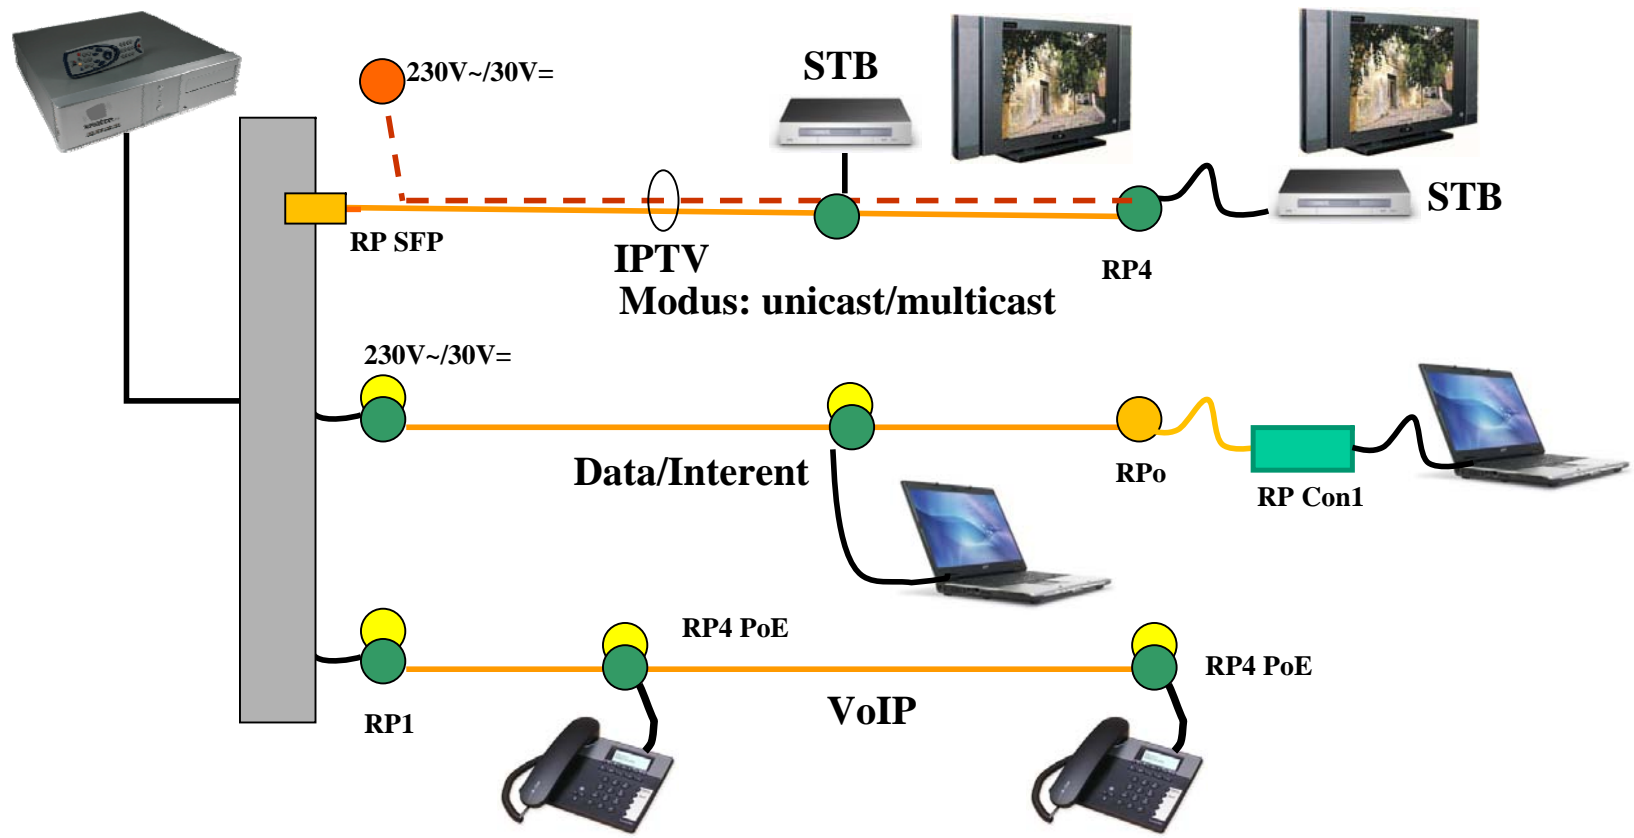 230V~/30V=
STB
STB
RP SFP
IPTV
RP4
Modus: unicast/multicast
230V~/30V=
Data/Interent
RPo
RP Con1
RP4 PoE
RP4 PoE
RP1
VoIP